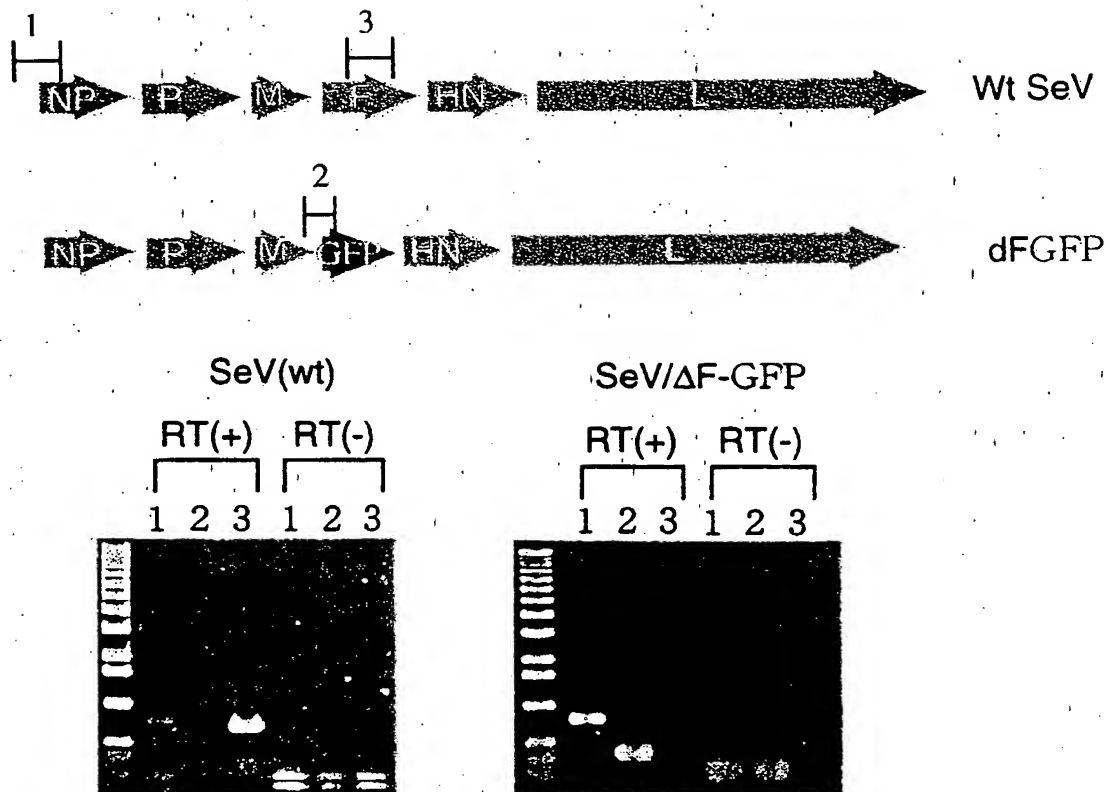 1 3
NP P M F HN L Wt SeV
2
NP P M GFP HN L dFGFP
SeV(wt) SeV/ΔF-GFP
RT(+) RT(-) RT(+) RT(-)
1 2 3 1 2 3 1 2 3 1 2 3